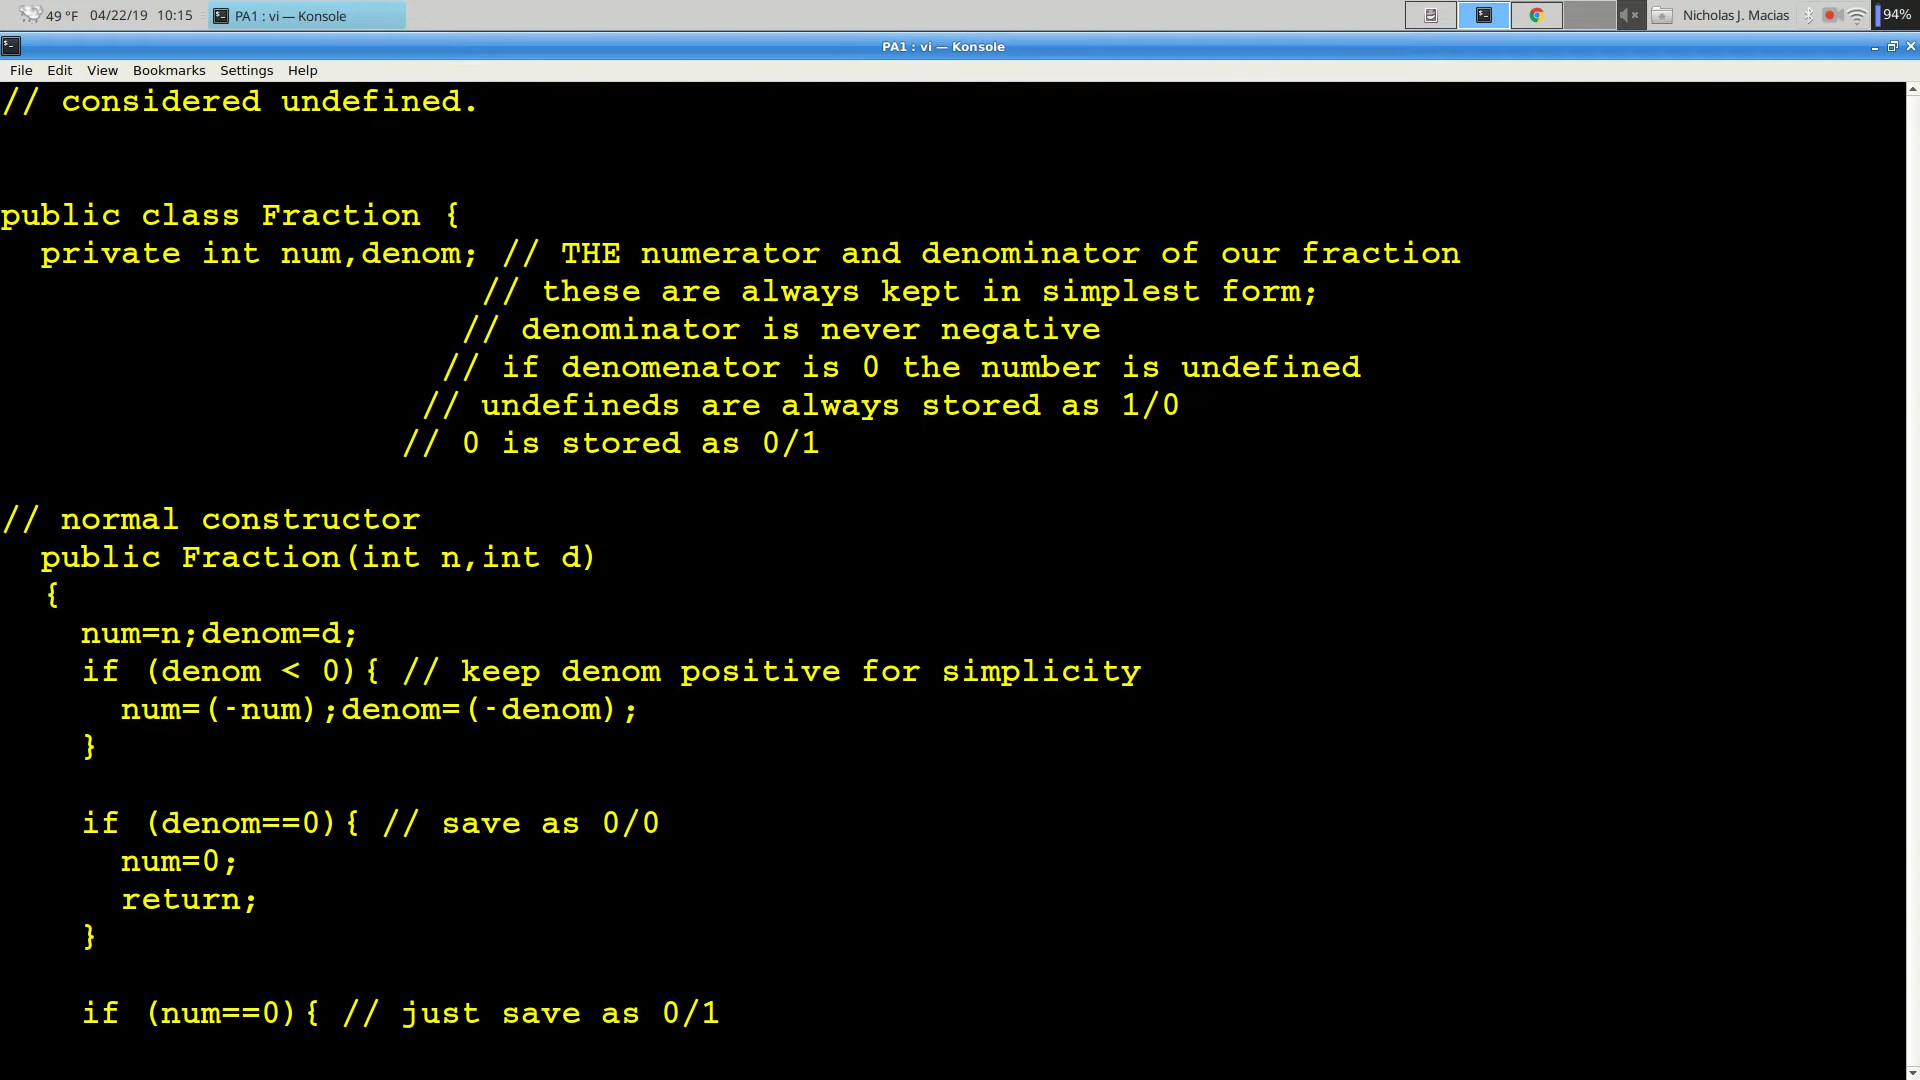 49 °F 04/22/19 10:15 PA1 : vi — Konsole Nicholas J. Macias 94%
PA1 : vi — Konsole
File Edit View Bookmarks Settings Help
// considered undefined.
public class Fraction {
private int num,denom; // THE numerator and denominator of our fraction
// these are always kept in simplest form;
// denominator is never negative
// if denomenator is 0 the number is undefined
// undefineds are always stored as 1/0
// 0 is stored as 0/1
// normal constructor
public Fraction(int n,int d)
{
num=n;denom=d;
if (denom < 0){ // keep denom positive for simplicity
num=(-num);denom=(-denom);
}
if (denom==0){ // save as 0/0
num=0;
return;
}
if (num==0){ // just save as 0/1